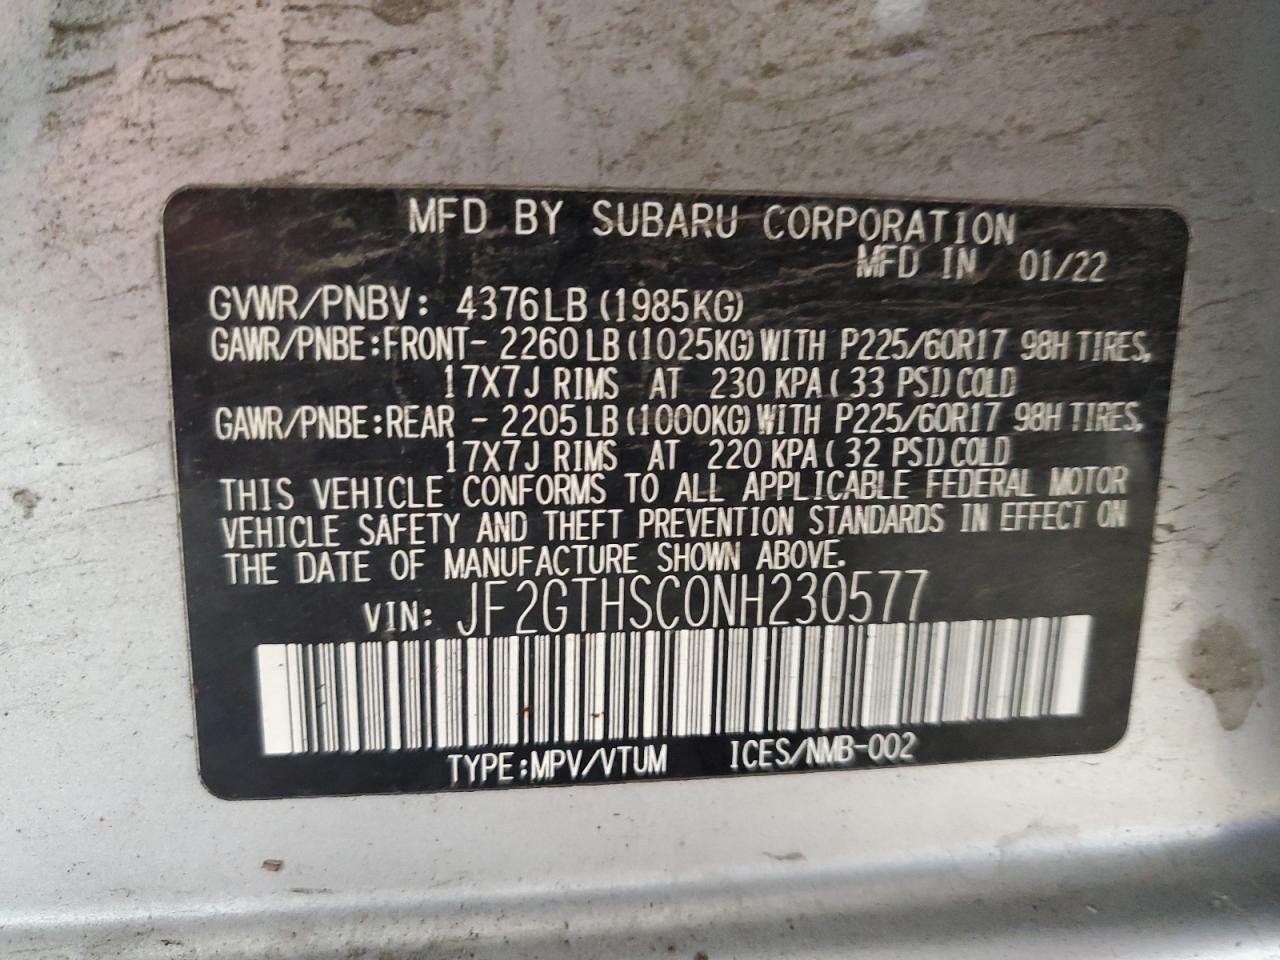 MFD BY SUBARU CORPORATION
MFD IN 01/22
GVWR/PNBV: 4376LB (1985KG)
GAWR/PNBE:FRONT- 2260 LB (1025KG) WITH P225/60R17 98H TIRES,
17X7J RIMS AT 230 KPA( 33 PSI) COLD
GAWR/PNBE:REAR - 2205 LB (1000KG) WITH P225/60R17 98H TIRES,
17X7J RIMS AT 220 KPA( 32 PSI) COLD
THIS VEHICLE CONFORMS TO ALL APPLICABLE FEDERAL MOTOR
VEHICLE SAFETY AND THEFT PREVENTION STANDARDS IN EFFECT ON
THE DATE OF MANUFACTURE SHOWN ABOVE.
VIN: JF2GTHSC0NH230577
TYPE:MPV/VTUM ICES/NMB-002